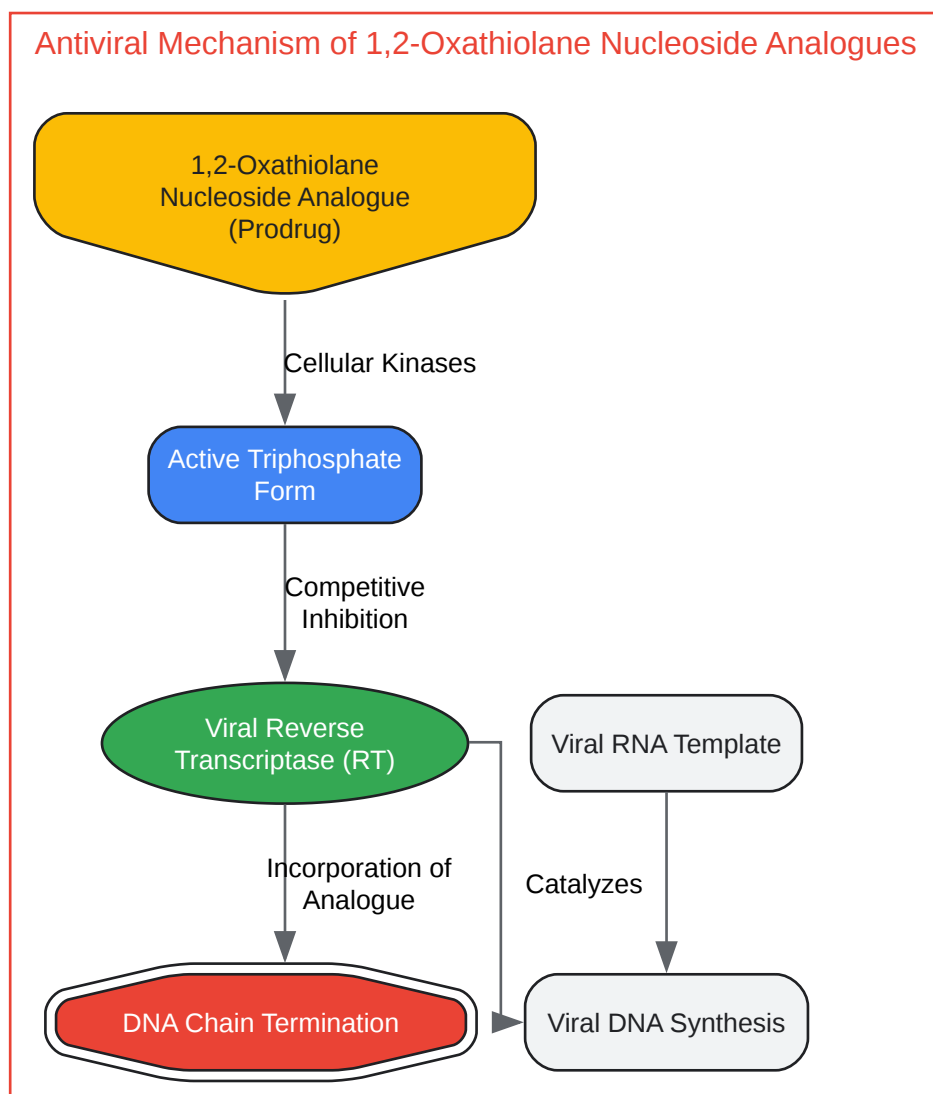 Antiviral Mechanism of 1,2-Oxathiolane Nucleoside Analogues
1,2-Oxathiolane
Nucleoside Analogue
(Prodrug)
Cellular Kinases
Active Triphosphate
Form
Competitive
Inhibition
Viral Reverse
Transcriptase (RT)
Viral RNA Template
Incorporation of
Analogue
Catalyzes
DNA Chain Termination
Viral DNA Synthesis